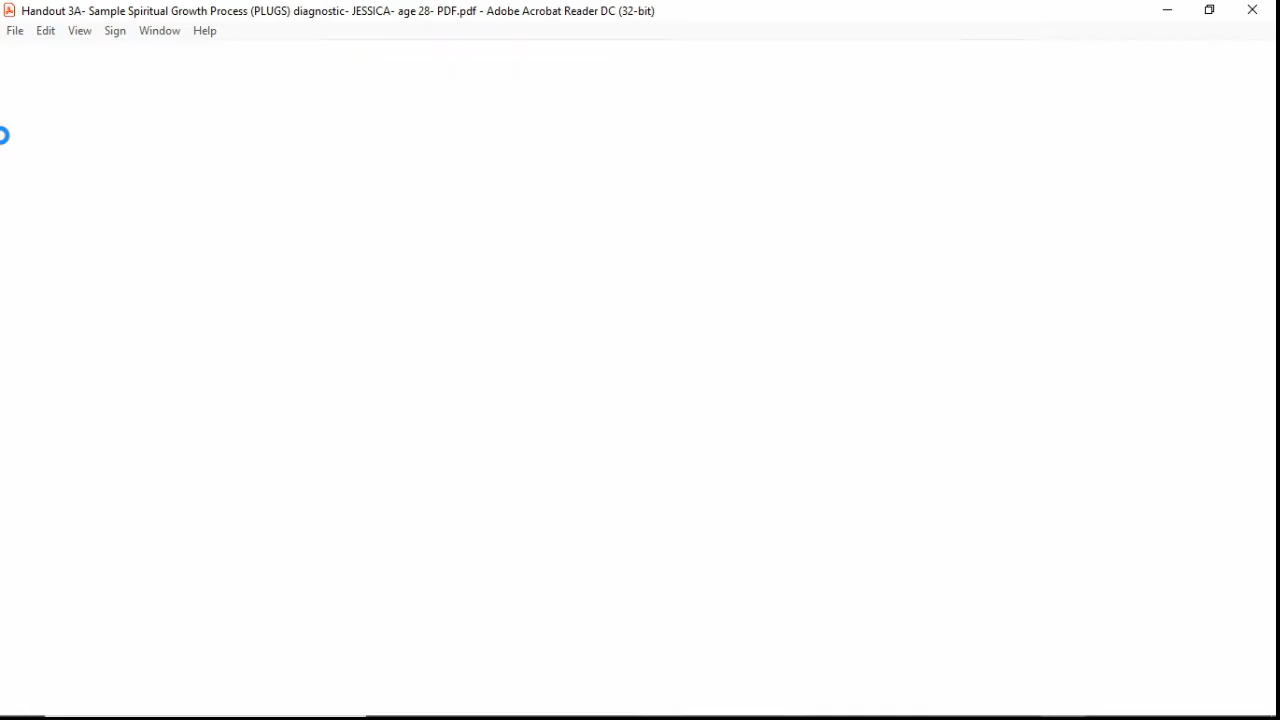 Handout 3A- Sample Spiritual Growth Process (PLUGS) diagnostic- JESSICA- age 28- PDF.pdf - Adobe Acrobat Reader DC (32-bit)
File Edit View Sign Window Help